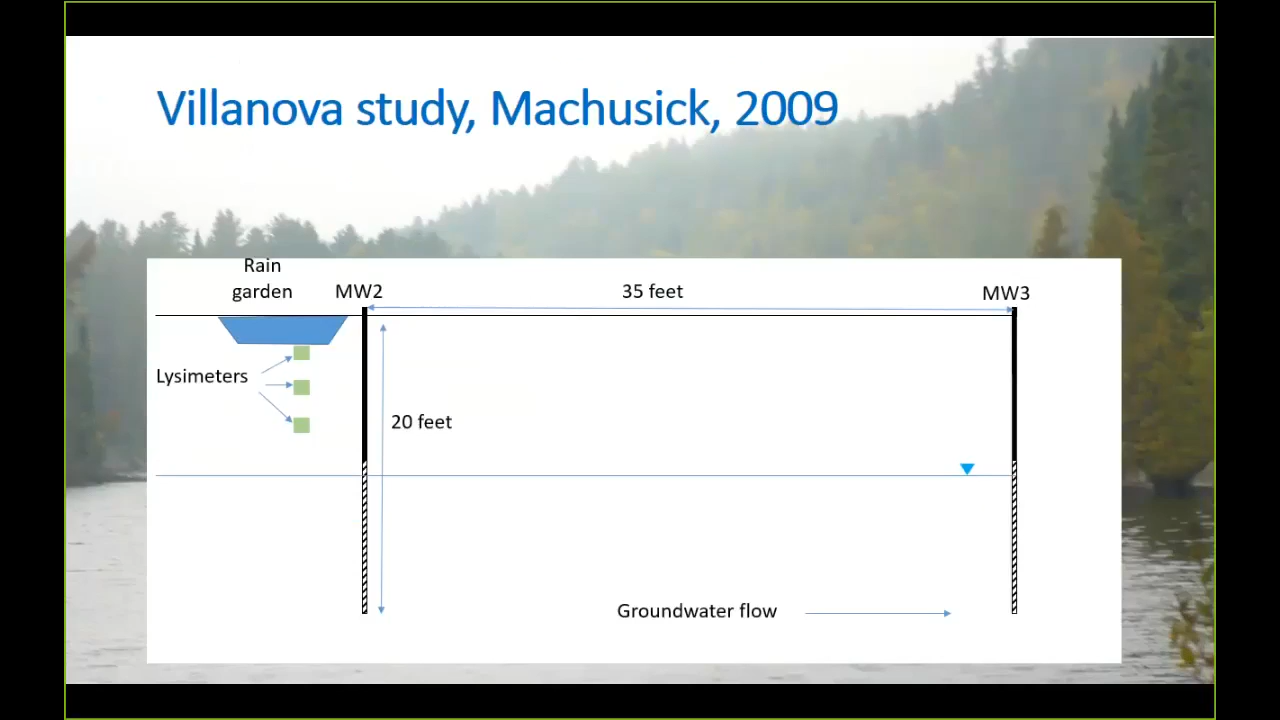 Villanova study, Machusick, 2009
Rain
garden
MW2
35 feet
MW3
Lysimeters
20 feet
Groundwater flow